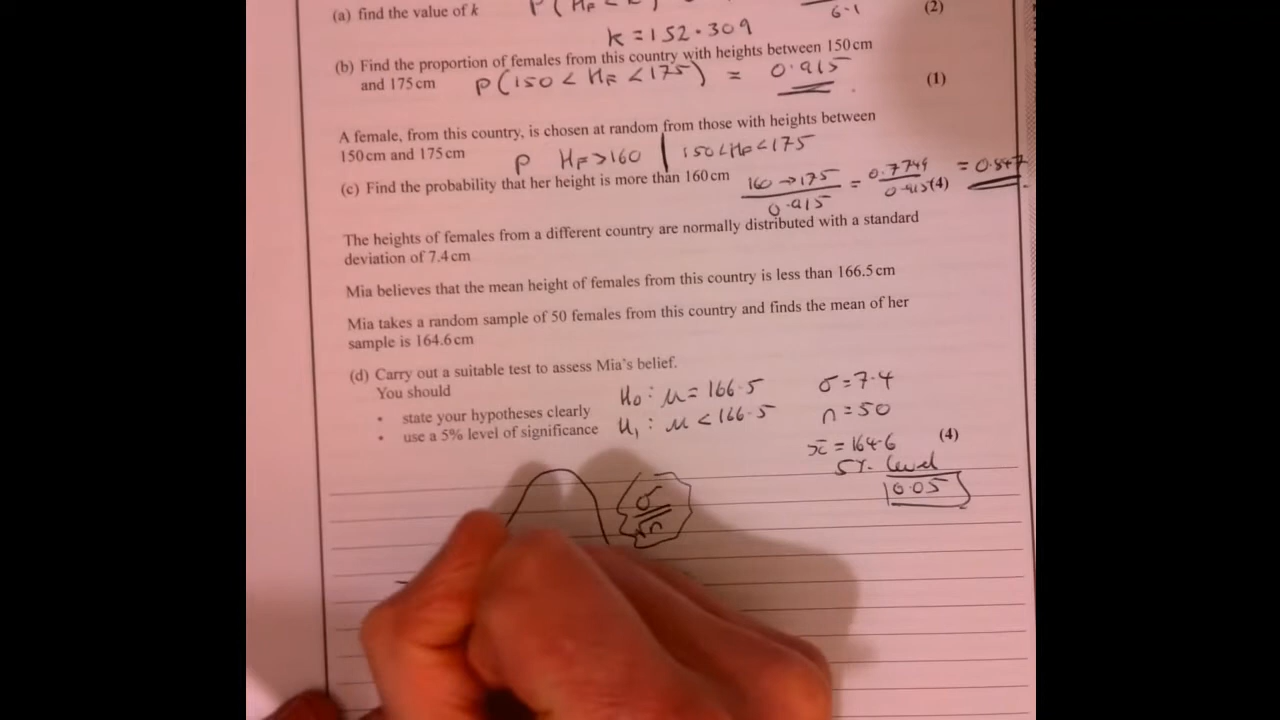 (a) find the value of k
6.1
(2)
k = 152.309
(b) Find the proportion of females from this country with heights between 150 cm
and 175 cm P(150 < HF < 175) = 0.915
(1)
A female, from this country, is chosen at random from those with heights between
150 cm and 175 cm P HF > 160 | 150 < HF < 175
(c) Find the probability that her height is more than 160 cm 160 → 175 / 0.915 = 0.7749 / 0.915 = 0.847
(4)
The heights of females from a different country are normally distributed with a standard
deviation of 7.4 cm
Mia believes that the mean height of females from this country is less than 166.5 cm
Mia takes a random sample of 50 females from this country and finds the mean of her
sample is 164.6 cm
(d) Carry out a suitable test to assess Mia's belief.
You should
• state your hypotheses clearly
• use a 5% level of significance
H0 : μ = 166.5
H1 : μ < 166.5
σ = 7.4
n = 50
x̄ = 164.6
(4)
5% level
0.05
σ / √n